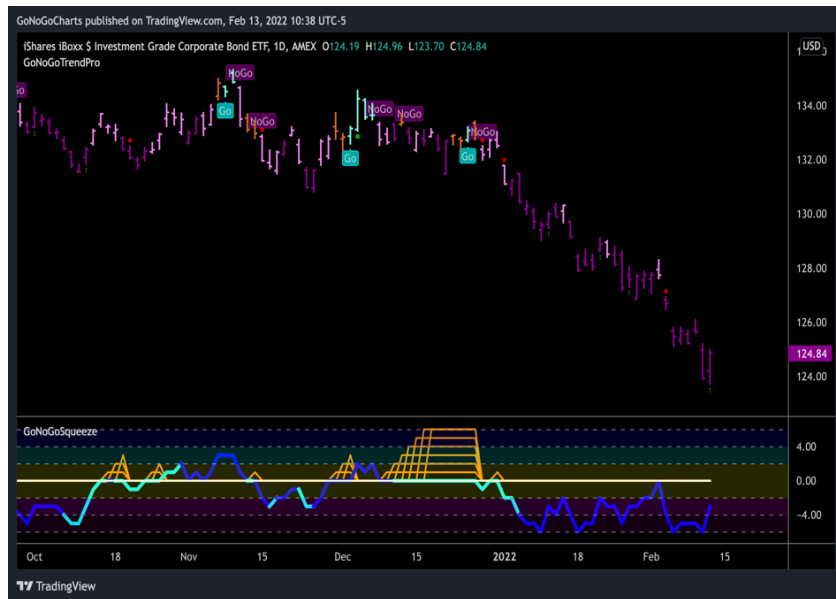 GoNoGoCharts published on TradingView.com, Feb 13, 2022 10:38 UTC-5
iShares iBoxx $ Investment Grade Corporate Bond ETF, 1D, AMEX O124.19 H124.96 L123.70 C124.84
USD
GoNoGoTrendPro
NoGo
Go
NoGo
134.00
NoGo
NoGo
Go
NoGo
Go
132.00
130.00
128.00
126.00
124.84
124.00
GoNoGoSqueeze
4.00
0.00
−4.00
Oct 18 Nov 15 Dec 15 2022 18 Feb 15
TradingView